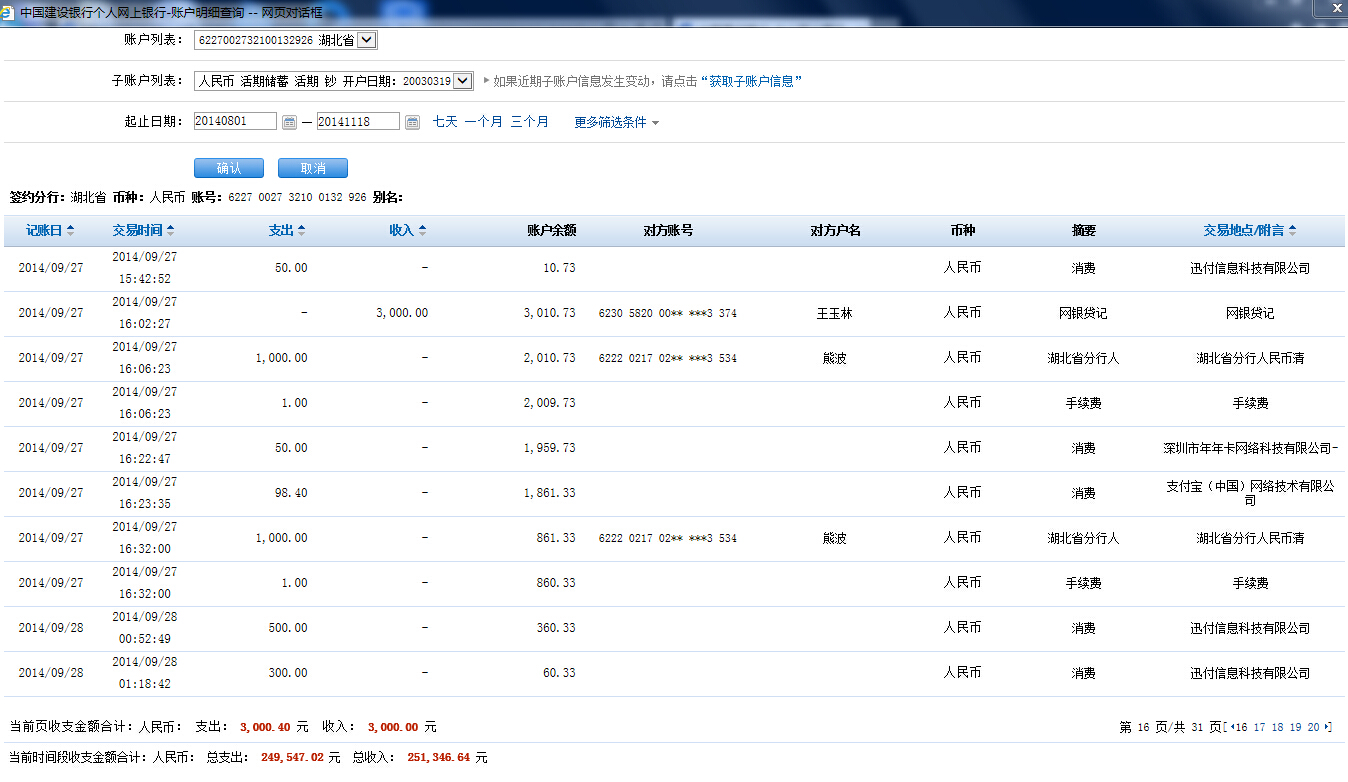 中国建设银行个人网上银行-账户明细查询 -- 网页对话框
账户列表： 6227002732100132926 湖北省
子账户列表： 人民币 活期储蓄 活期 钞 开户日期：20030319 如果近期子账户信息发生变动，请点击“获取子账户信息”
起止日期： 20140801 — 20141118 七天 一个月 三个月 更多筛选条件
确认 取消
签约分行：湖北省 币种：人民币 账号：6227 0027 3210 0132 926 别名：
记账日 交易时间 支出 收入 账户余额 对方账号 对方户名 币种 摘要 交易地点/附言
2014/09/27 2014/09/27 15:42:52 50.00 - 10.73 人民币 消费 迅付信息科技有限公司
2014/09/27 2014/09/27 16:02:27 - 3,000.00 3,010.73 6230 5820 00** ***3 374 王玉林 人民币 网银贷记 网银贷记
2014/09/27 2014/09/27 16:06:23 1,000.00 - 2,010.73 6222 0217 02** ***3 534 熊波 人民币 湖北省分行人 湖北省分行人民币清
2014/09/27 2014/09/27 16:06:23 1.00 - 2,009.73 人民币 手续费 手续费
2014/09/27 2014/09/27 16:22:47 50.00 - 1,959.73 人民币 消费 深圳市年年卡网络科技有限公司-
2014/09/27 2014/09/27 16:23:35 98.40 - 1,861.33 人民币 消费 支付宝（中国）网络技术有限公司
2014/09/27 2014/09/27 16:32:00 1,000.00 - 861.33 6222 0217 02** ***3 534 熊波 人民币 湖北省分行人 湖北省分行人民币清
2014/09/27 2014/09/27 16:32:00 1.00 - 860.33 人民币 手续费 手续费
2014/09/28 2014/09/28 00:52:49 500.00 - 360.33 人民币 消费 迅付信息科技有限公司
2014/09/28 2014/09/28 01:18:42 300.00 - 60.33 人民币 消费 迅付信息科技有限公司
当前页收支金额合计：人民币： 支出： 3,000.40 元 收入： 3,000.00 元 第 16 页/共 31 页[ 16 17 18 19 20 ]
当前时间段收支金额合计：人民币： 总支出： 249,547.02 元 总收入： 251,346.64 元